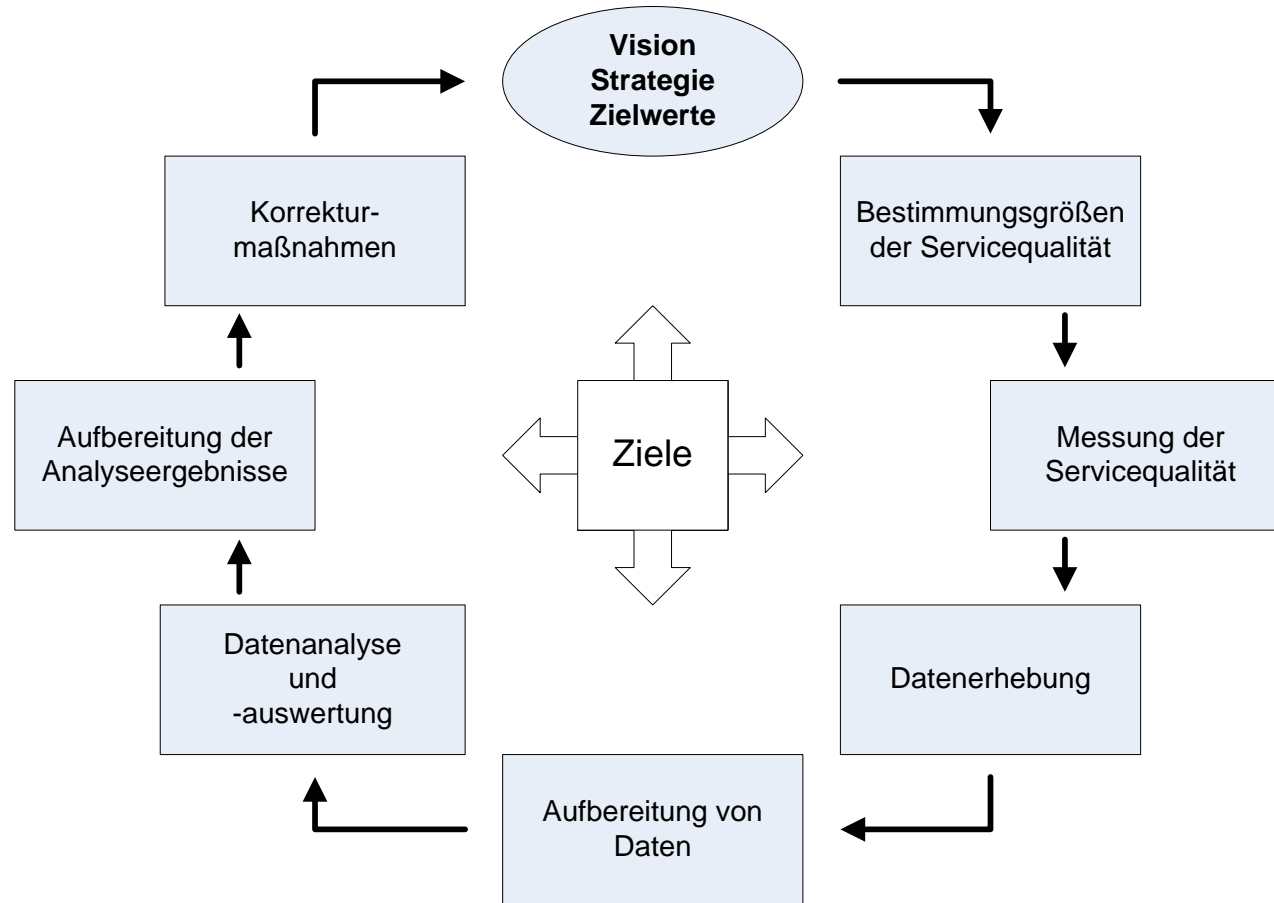 Vision
Strategie
Zielwerte
Bestimmungsgrößen
der Servicequalität
Messung der
Servicequalität
Datenerhebung
Aufbereitung von
Daten
Datenanalyse
und
-auswertung
Aufbereitung der
Analyseergebnisse
Korrektur-
maßnahmen
Ziele